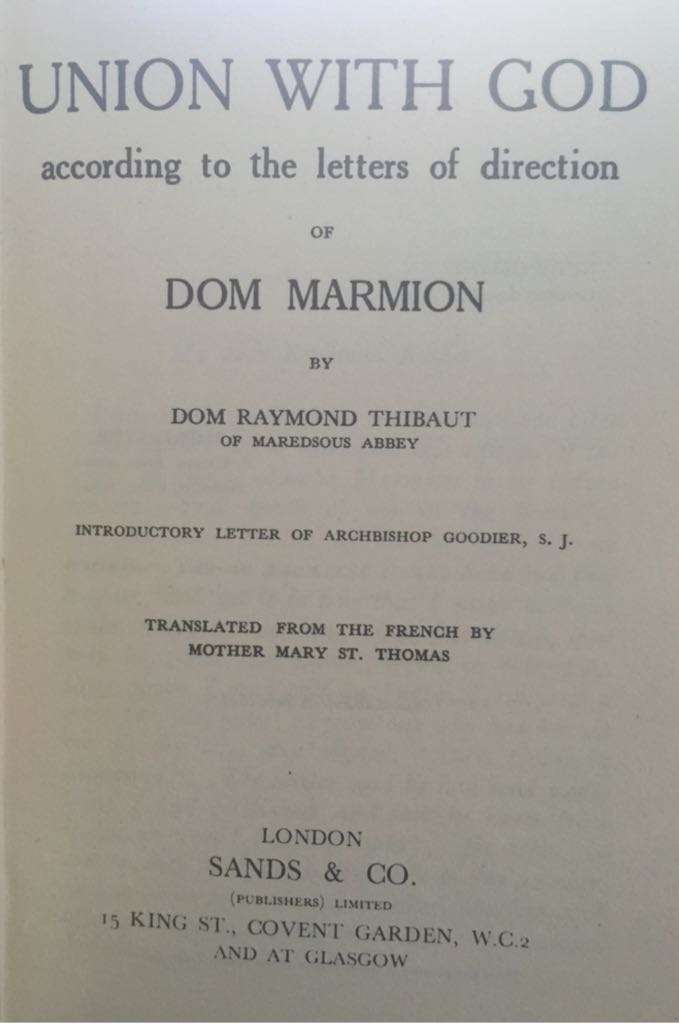 UNION WITH GOD
according to the letters of direction
OF
DOM MARMION
BY
DOM RAYMOND THIBAUT
OF MAREDSOUS ABBEY
INTRODUCTORY LETTER OF ARCHBISHOP GOODIER, S. J.
TRANSLATED FROM THE FRENCH BY
MOTHER MARY ST. THOMAS
LONDON
SANDS & CO.
(PUBLISHERS) LIMITED
15 KING ST., COVENT GARDEN, W.C.2
AND AT GLASGOW